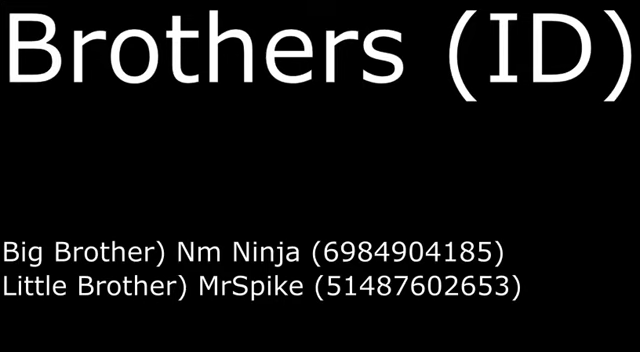 Brothers (ID)
Big Brother) Nm Ninja (6984904185)
Little Brother) MrSpike (51487602653)